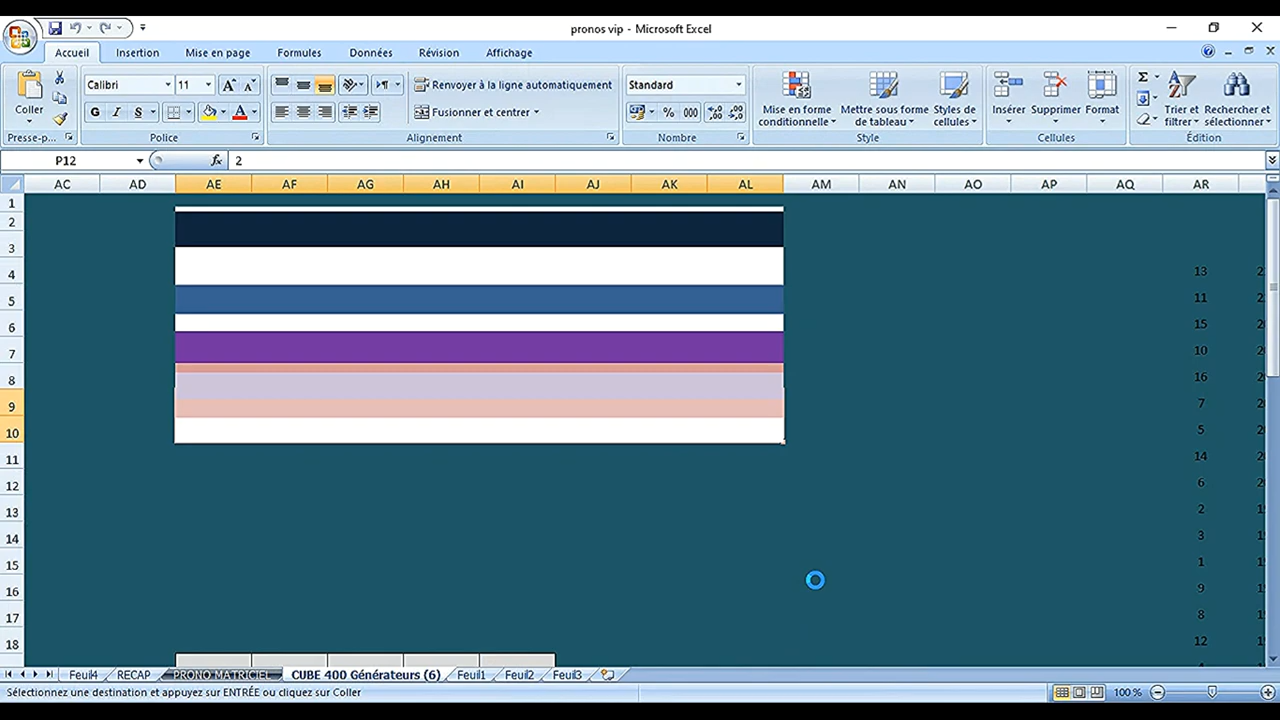 pronos vip - Microsoft Excel
Accueil Insertion Mise en page Formules Données Révision Affichage
Coller
Calibri 11
G I S
Renvoyer à la ligne automatiquement
Fusionner et centrer
Standard
% 000
Mise en forme conditionnelle
Mettre sous forme de tableau
Styles de cellules
Insérer Supprimer Format
Trier et filtrer
Rechercher et sélectionner
Presse-p... Police Alignement Nombre Style Cellules Édition
P12 fx 2
AC AD AE AF AG AH AI AJ AK AL AM AN AO AP AQ AR
1
2
3
4 13
5 11
6 15
7 10
8 16
9 7
10 5
11 14
12 6
13 2
14 3
15 1
16 9
17 8
18 12
Feuil4 RECAP PRONO MATRICIEL CUBE 400 Générateurs (6) Feuil1 Feuil2 Feuil3
Sélectionnez une destination et appuyez sur ENTRÉE ou cliquez sur Coller
100 %